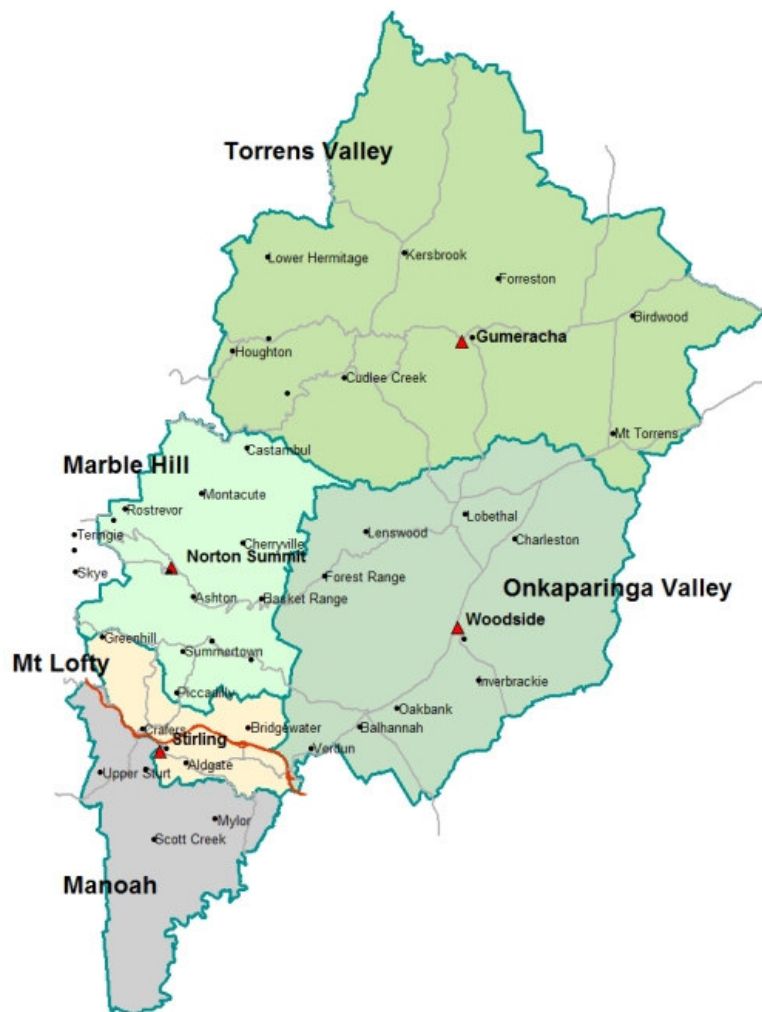 Torrens Valley
Lower Hermitage
Kersbrook
Forreston
Birdwood
Gumeracha
Houghton
Cudlee Creek
Mt Torrens
Castambul
Marble Hill
Montacute
Rostrevor
Lobethal
Teringie
Lenswood
Cherryville
Charleston
Norton Summit
Skye
Forest Range
Onkaparinga Valley
Ashton
Basket Range
Woodside
Greenhill
Summertown
Mt Lofty
Inverbrackie
Piccadilly
Oakbank
Crafers
Bridgewater
Balhannah
Stirling
Verdun
Aldgate
Upper Sturt
Mylor
Scott Creek
Manoah